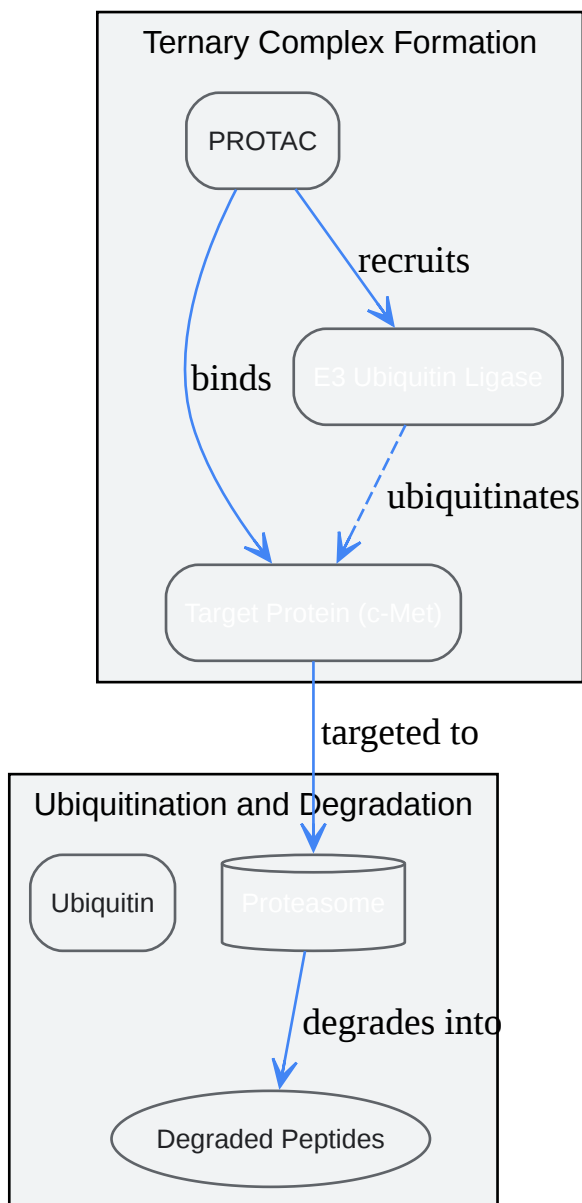 Ternary Complex Formation
PROTAC
recruits
binds
E3 Ubiquitin Ligase
ubiquitinates
Target Protein (c-Met)
targeted to
Ubiquitination and Degradation
Ubiquitin
Proteasome
degrades into
Degraded Peptides